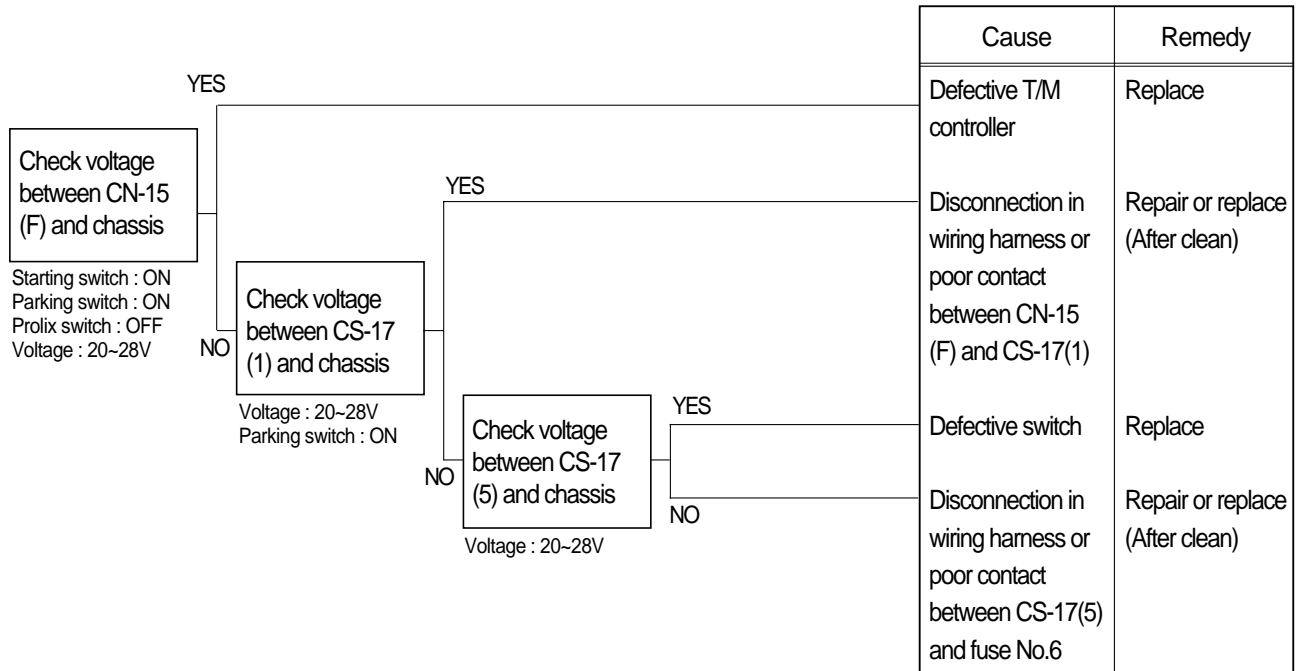 Cause
Remedy
YES
Defective T/M
controller
Replace
Check voltage
between CN-15
(F) and chassis
Starting switch : ON
Parking switch : ON
Prolix switch : OFF
Voltage : 20~28V
YES
Disconnection in
wiring harness or
poor contact
between CN-15
(F) and CS-17(1)
Repair or replace
(After clean)
NO
Check voltage
between CS-17
(1) and chassis
Voltage : 20~28V
Parking switch : ON
YES
Defective switch
Replace
NO
Check voltage
between CS-17
(5) and chassis
Voltage : 20~28V
NO
Disconnection in
wiring harness or
poor contact
between CS-17(5)
and fuse No.6
Repair or replace
(After clean)